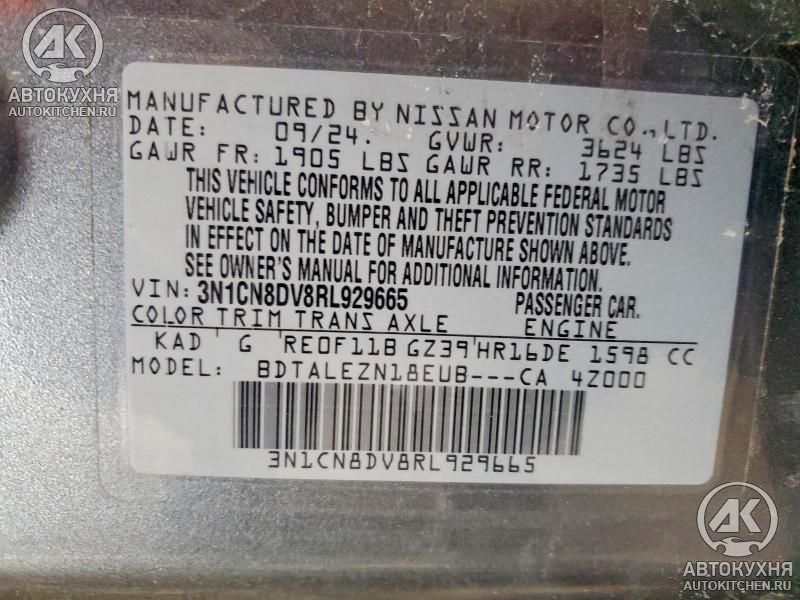 AK
АВТОКУХНЯ
AUTOKITCHEN.RU
MANUFACTURED BY NISSAN MOTOR CO.,LTD.
DATE: 09/24. GVWR: 3624 LBS
GAWR FR: 1905 LBS GAWR RR: 1735 LBS
THIS VEHICLE CONFORMS TO ALL APPLICABLE FEDERAL MOTOR
VEHICLE SAFETY, BUMPER AND THEFT PREVENTION STANDARDS
IN EFFECT ON THE DATE OF MANUFACTURE SHOWN ABOVE.
SEE OWNER'S MANUAL FOR ADDITIONAL INFORMATION.
VIN: 3N1CN8DV8RL929665 PASSENGER CAR.
COLOR TRIM TRANS AXLE ENGINE
KAD G RE0F11B GZ39 HR16DE 1598 CC
MODEL: BDTALEZN18EUB---CA 4Z000
3N1CN8DV8RL929665
AK
АВТОКУХНЯ
AUTOKITCHEN.RU